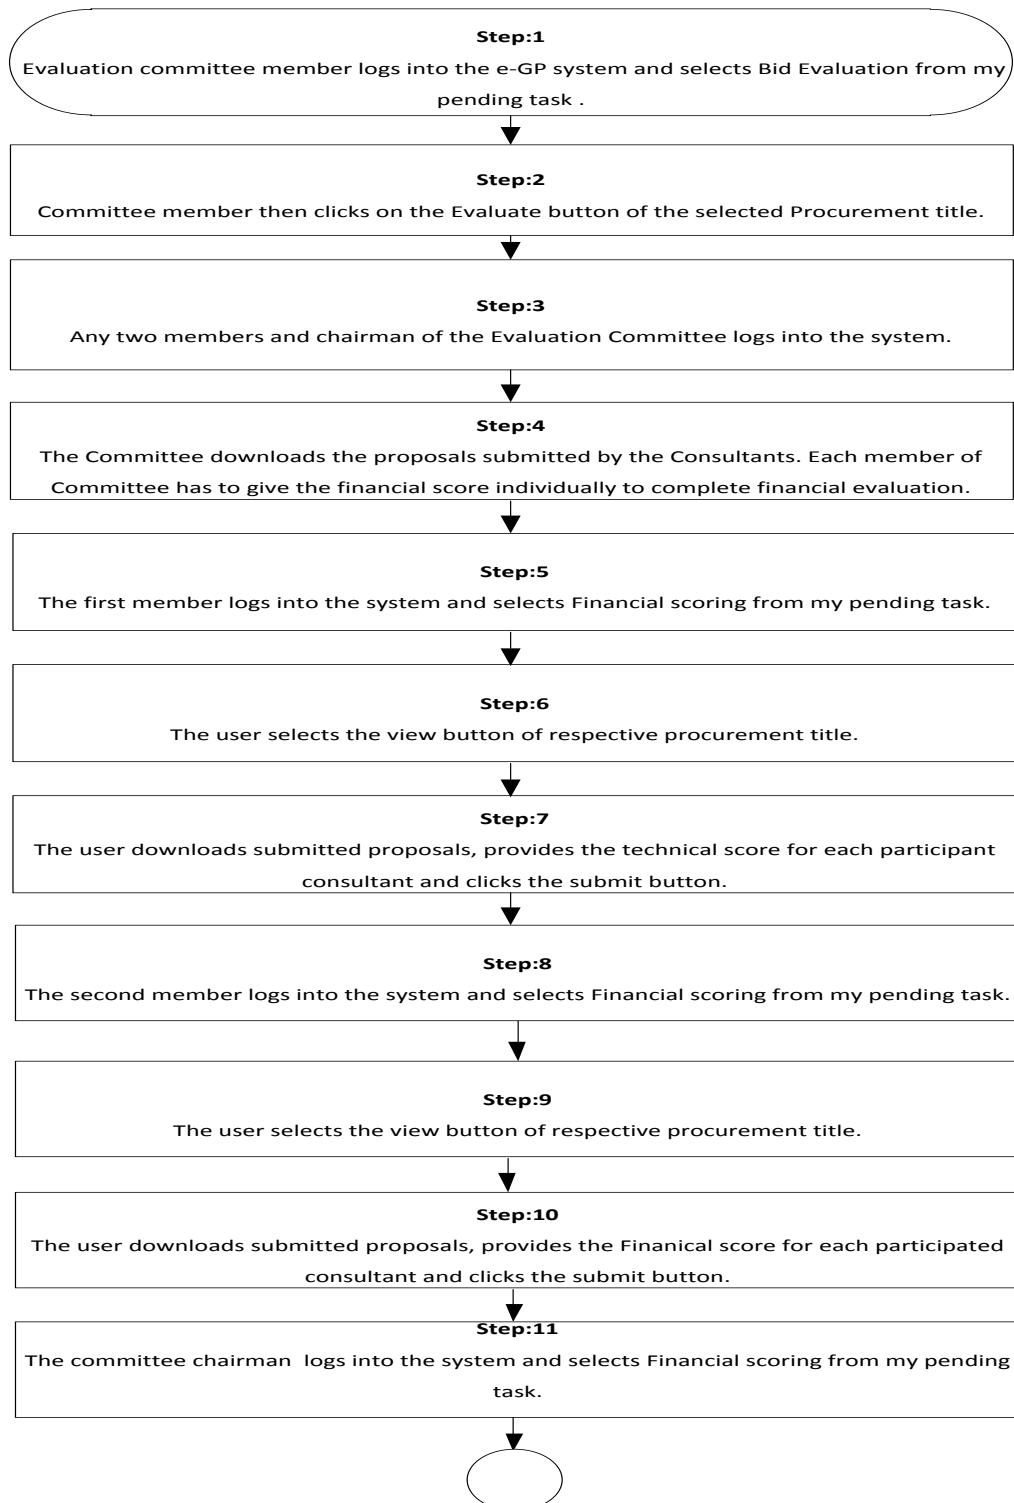 Step:1
Evaluation committee member logs into the e-GP system and selects Bid Evaluation from my
pending task .
Step:2
Committee member then clicks on the Evaluate button of the selected Procurement title.
Step:3
Any two members and chairman of the Evaluation Committee logs into the system.
Step:4
The Committee downloads the proposals submitted by the Consultants. Each member of
Committee has to give the financial score individually to complete financial evaluation.
Step:5
The first member logs into the system and selects Financial scoring from my pending task.
Step:6
The user selects the view button of respective procurement title.
Step:7
The user downloads submitted proposals, provides the technical score for each participant
consultant and clicks the submit button.
Step:8
The second member logs into the system and selects Financial scoring from my pending task.
Step:9
The user selects the view button of respective procurement title.
Step:10
The user downloads submitted proposals, provides the Finanical score for each participated
consultant and clicks the submit button.
Step:11
The committee chairman  logs into the system and selects Financial scoring from my pending
task.